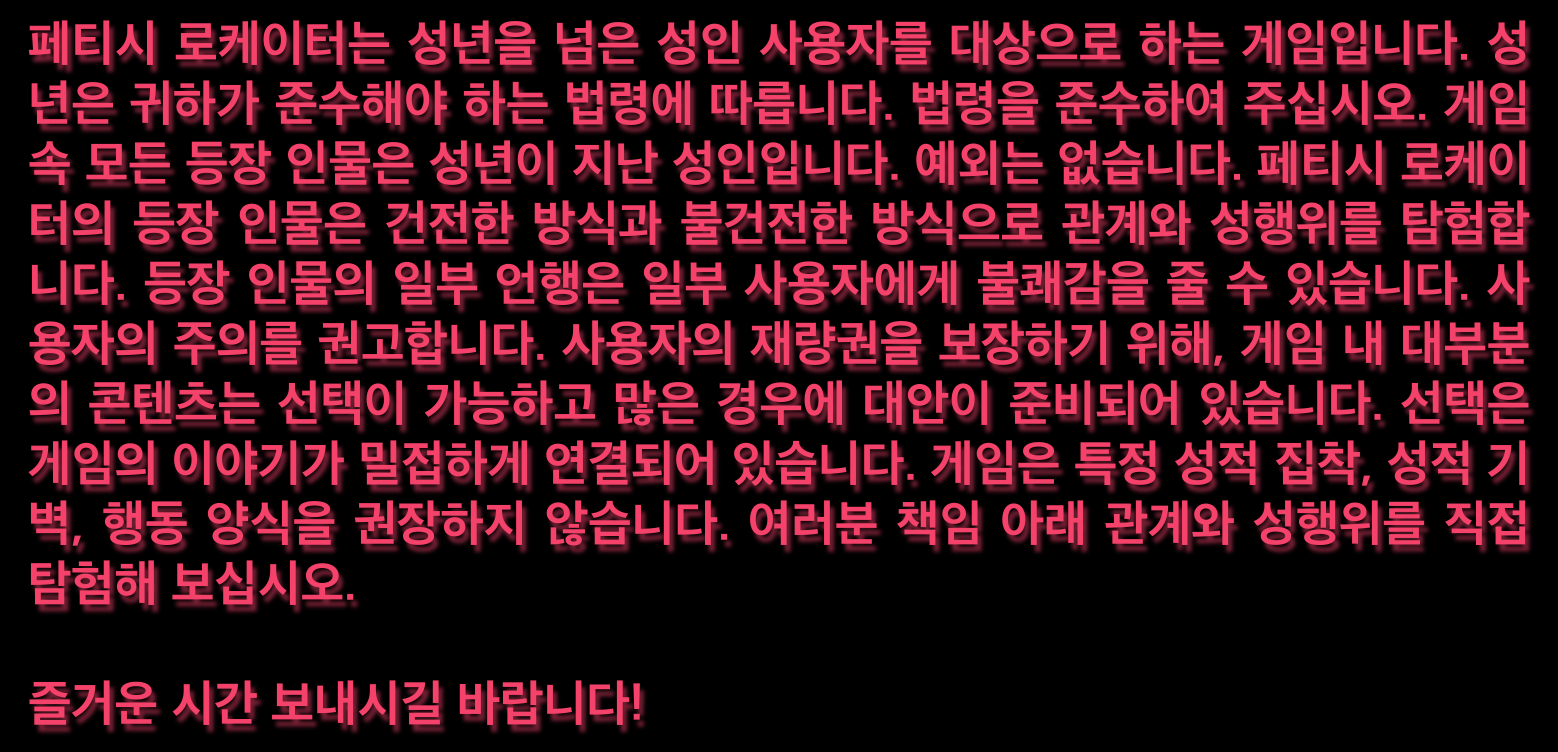 페티시 로케이터는 성년을 넘은 성인 사용자를 대상으로 하는 게임입니다. 성
년은 귀하가 준수해야 하는 법령에 따릅니다. 법령을 준수하여 주십시오. 게임
속 모든 등장 인물은 성년이 지난 성인입니다. 예외는 없습니다. 페티시 로케이
터의 등장 인물은 건전한 방식과 불건전한 방식으로 관계와 성행위를 탐험합
니다. 등장 인물의 일부 언행은 일부 사용자에게 불쾌감을 줄 수 있습니다. 사
용자의 주의를 권고합니다. 사용자의 재량권을 보장하기 위해, 게임 내 대부분
의 콘텐츠는 선택이 가능하고 많은 경우에 대안이 준비되어 있습니다. 선택은
게임의 이야기가 밀접하게 연결되어 있습니다. 게임은 특정 성적 집착, 성적 기
벽, 행동 양식을 권장하지 않습니다. 여러분 책임 아래 관계와 성행위를 직접
탐험해 보십시오.
즐거운 시간 보내시길 바랍니다!